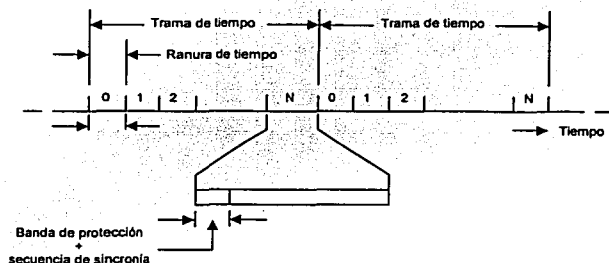 Trama de tiempo Trama de tiempo
Ranura de tiempo
0 1 2 N 0 1 2 N
Tiempo
Banda de protección
+
secuencia de sincronía